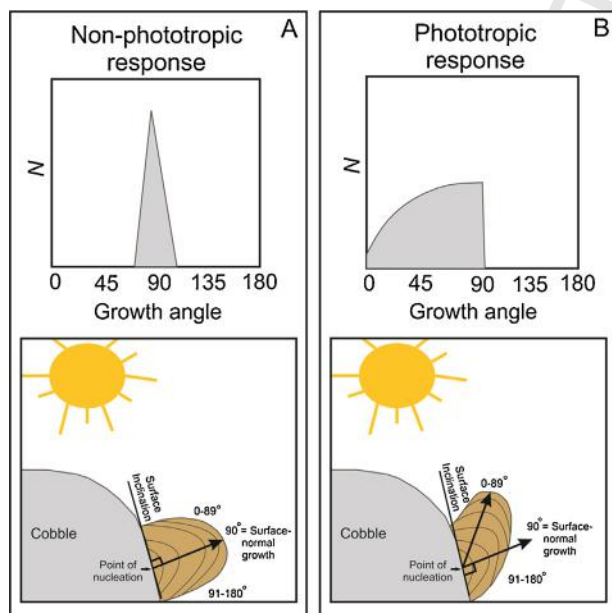 A
Non-phototropic
response
N
0 45 90 135 180
Growth angle
Surface
Inclination
0-89°
90°= Surface-
normal
growth
Cobble
Point of
nucleation
91-180°
B
Phototropic
response
N
0 45 90 135 180
Growth angle
Surface
Inclination
0-89°
90°= Surface-
normal
growth
Cobble
Point of
nucleation
91-180°